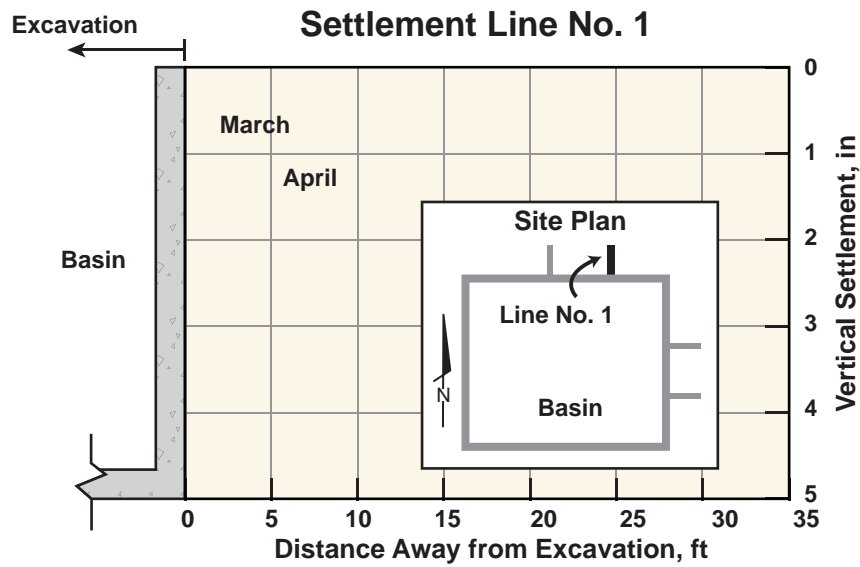 Settlement Line No. 1
Excavation
March
April
Basin
Site Plan
Line No. 1
N
Basin
0
1
2
3
4
5
Vertical Settlement, in
0 5 10 15 20 25 30 35
Distance Away from Excavation, ft